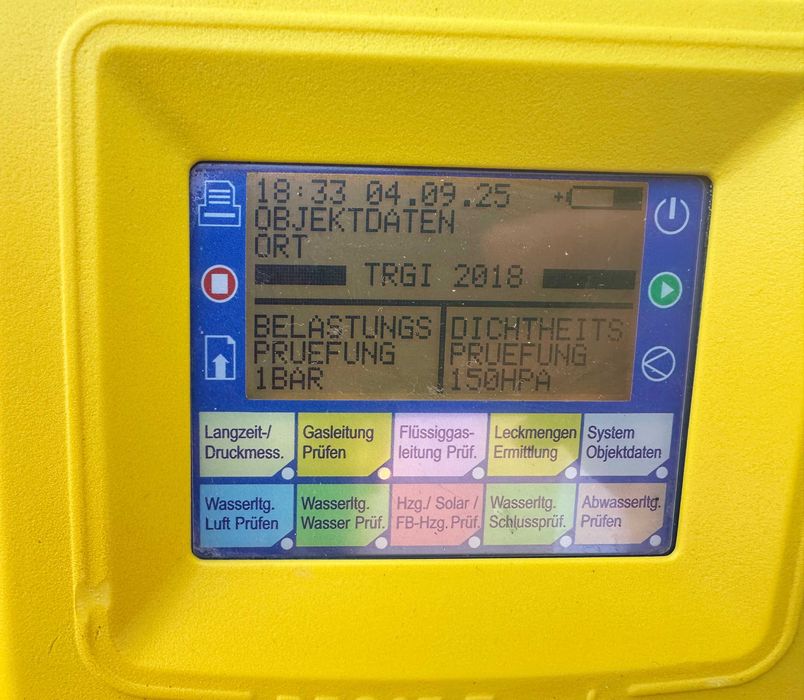 18:33 04.09.25
OBJEKTDATEN
ORT
TRGI 2018
BELASTUNGS
PRUEFUNG
1BAR
DICHTHEITS
PRUEFUNG
150HPA
Langzeit-/
Druckmess.
Gasleitung
Prüfen
Flüssiggas-
leitung Prüf.
Leckmengen
Ermittlung
System
Objektdaten
Wasserltg.
Luft Prüfen
Wasserltg.
Wasser Prüf.
Hzg./ Solar /
FB-Hzg. Prüf.
Wasserltg.
Schlussprüf.
Abwasserltg.
Prüfen